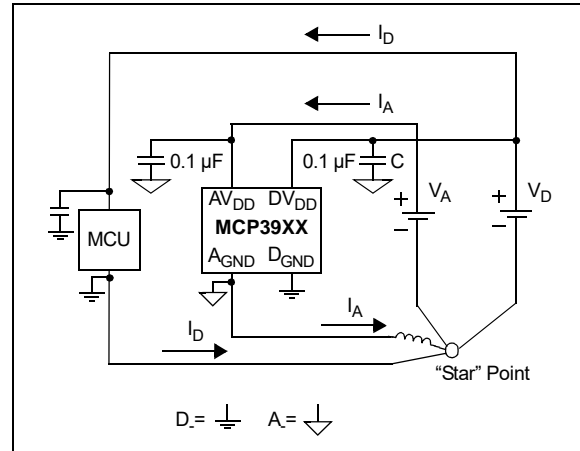 I_D
I_A
0.1 µF
0.1 µF
C
AV_DD DV_DD
MCP39XX
A_GND D_GND
MCU
V_A
V_D
+
–
+
–
I_A
I_D
"Star" Point
D-=
A-=